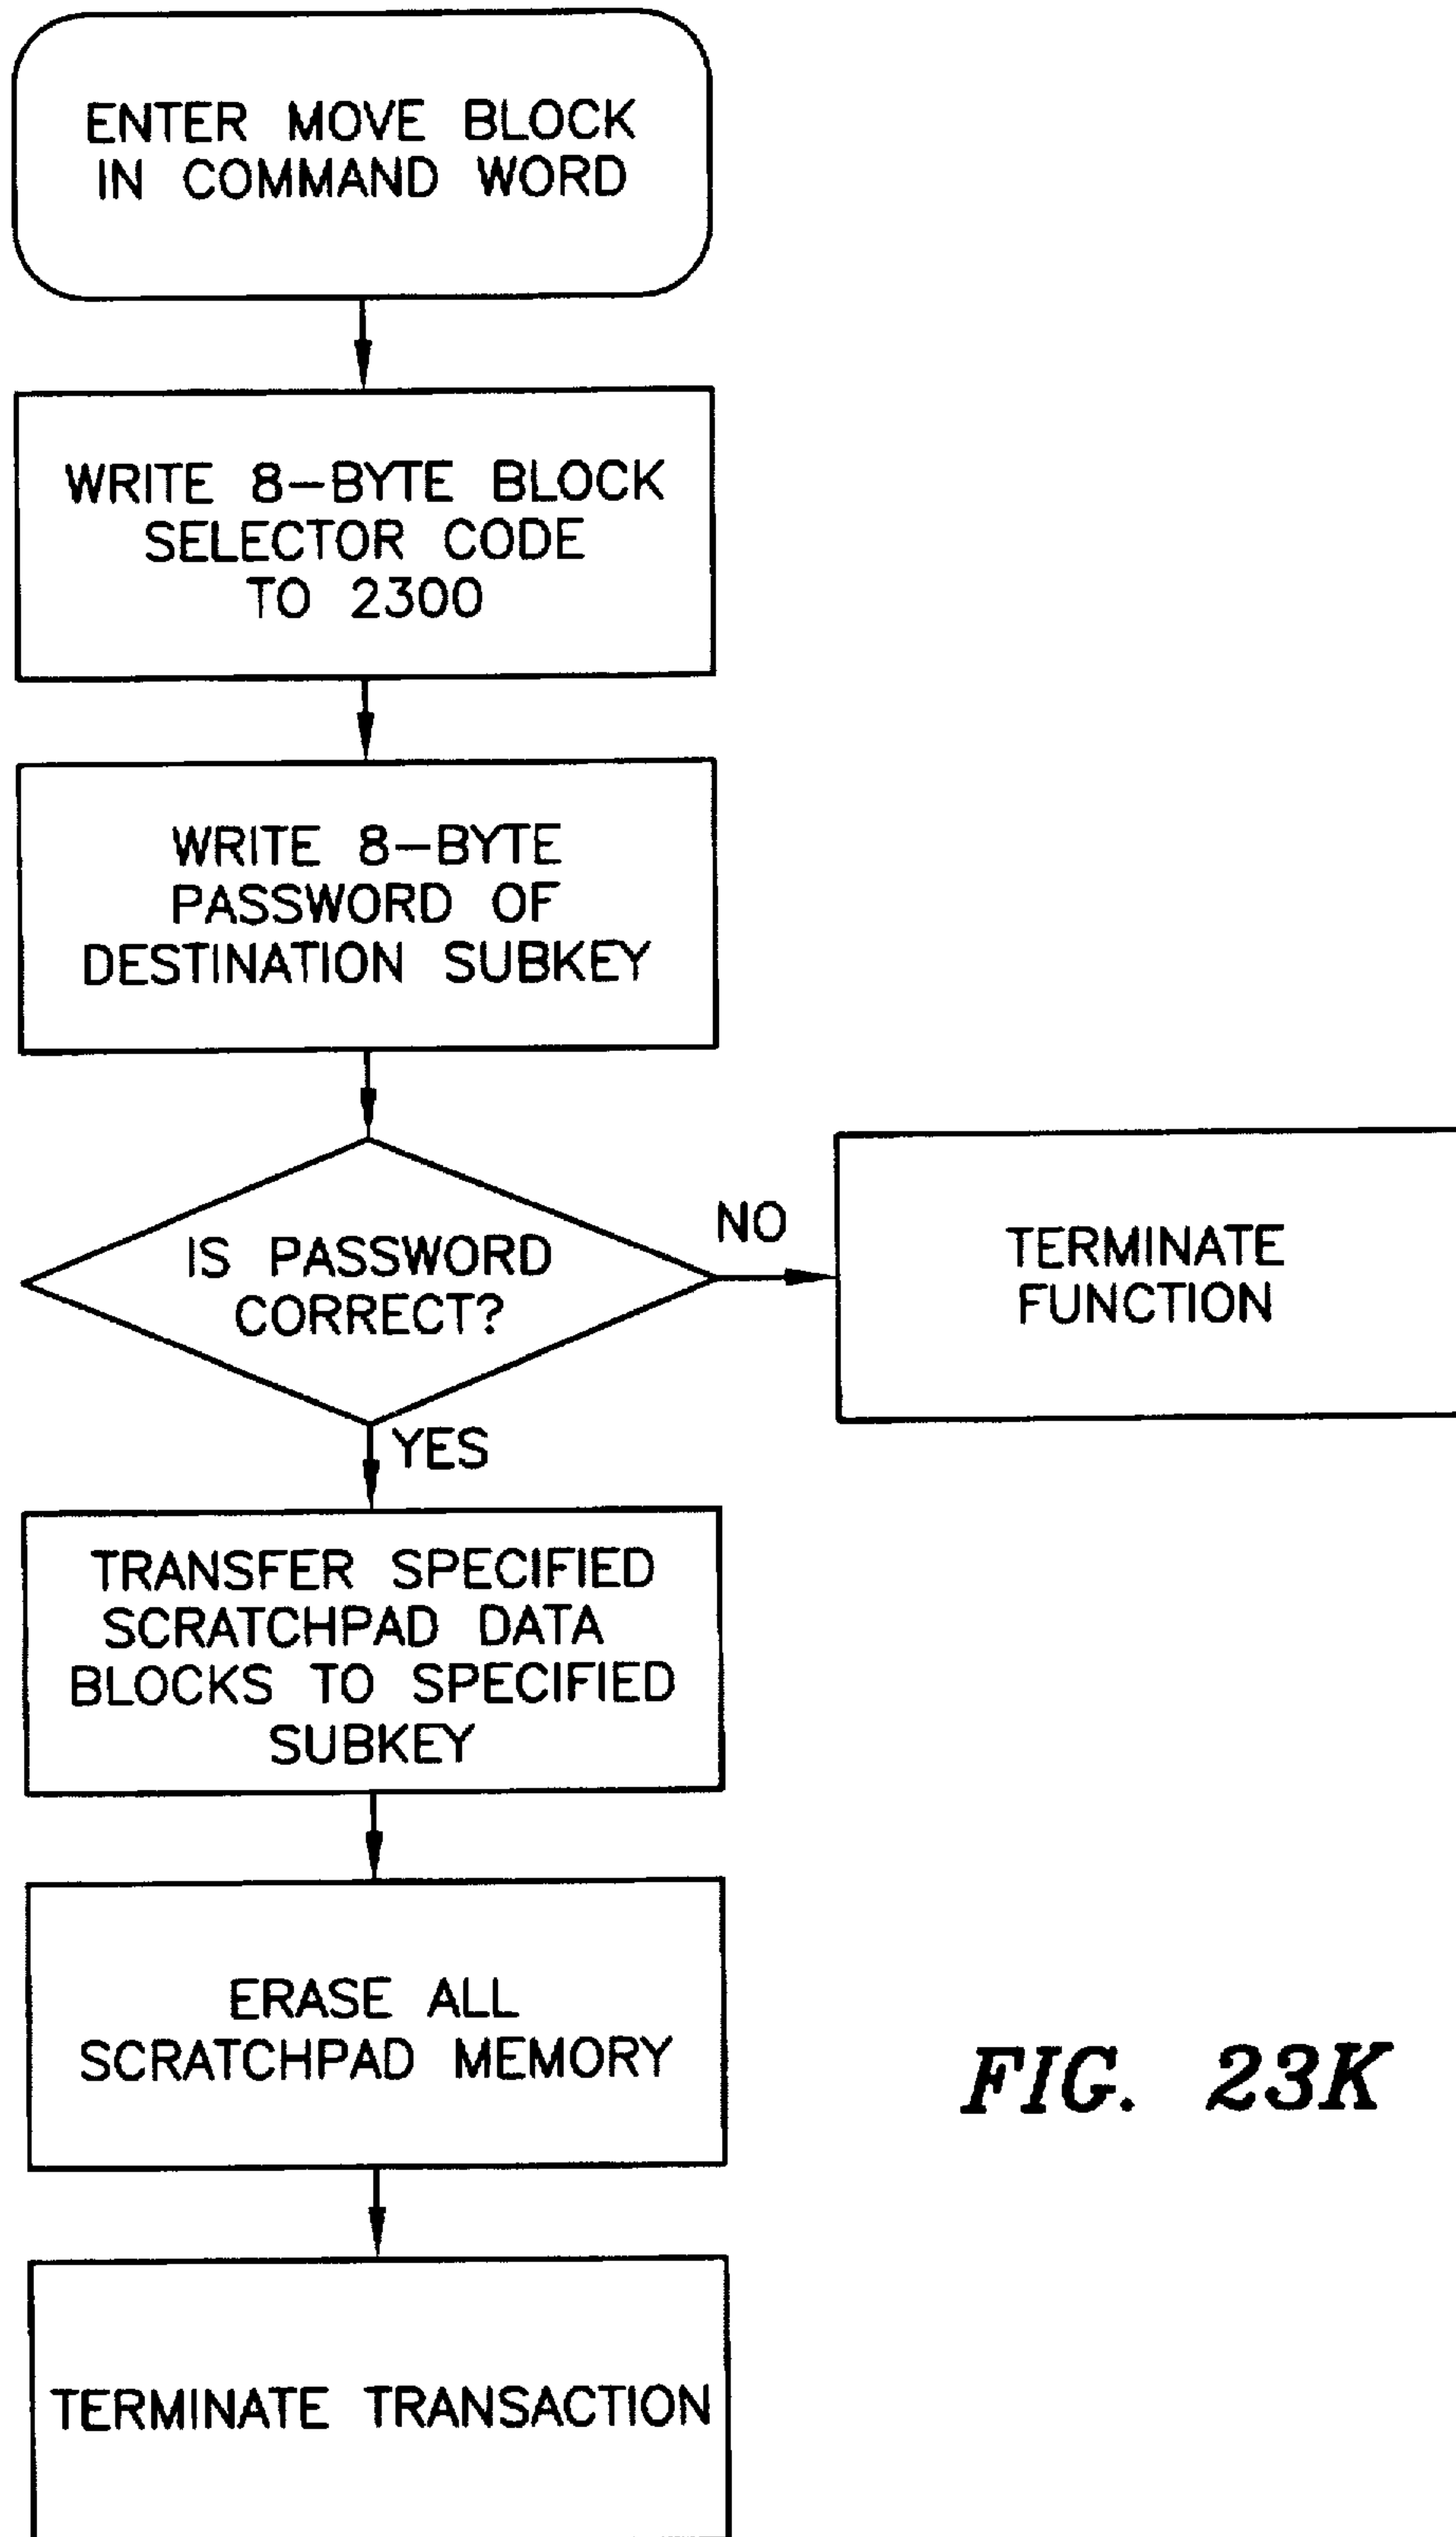 ENTER MOVE BLOCK
IN COMMAND WORD
WRITE 8-BYTE BLOCK
SELECTOR CODE
TO 2300
WRITE 8-BYTE
PASSWORD OF
DESTINATION SUBKEY
IS PASSWORD
CORRECT?
NO
TERMINATE
FUNCTION
YES
TRANSFER SPECIFIED
SCRATCHPAD DATA
BLOCKS TO SPECIFIED
SUBKEY
ERASE ALL
SCRATCHPAD MEMORY
TERMINATE TRANSACTION
FIG. 23K